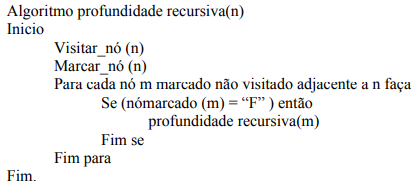 Algoritmo profundidade recursiva(n)
Inicio
Visitar_nó (n)
Marcar_nó (n)
Para cada nó m marcado não visitado adjacente a n faça
Se (nómarcado (m) = “F” ) então
profundidade recursiva(m)
Fim se
Fim para
Fim.